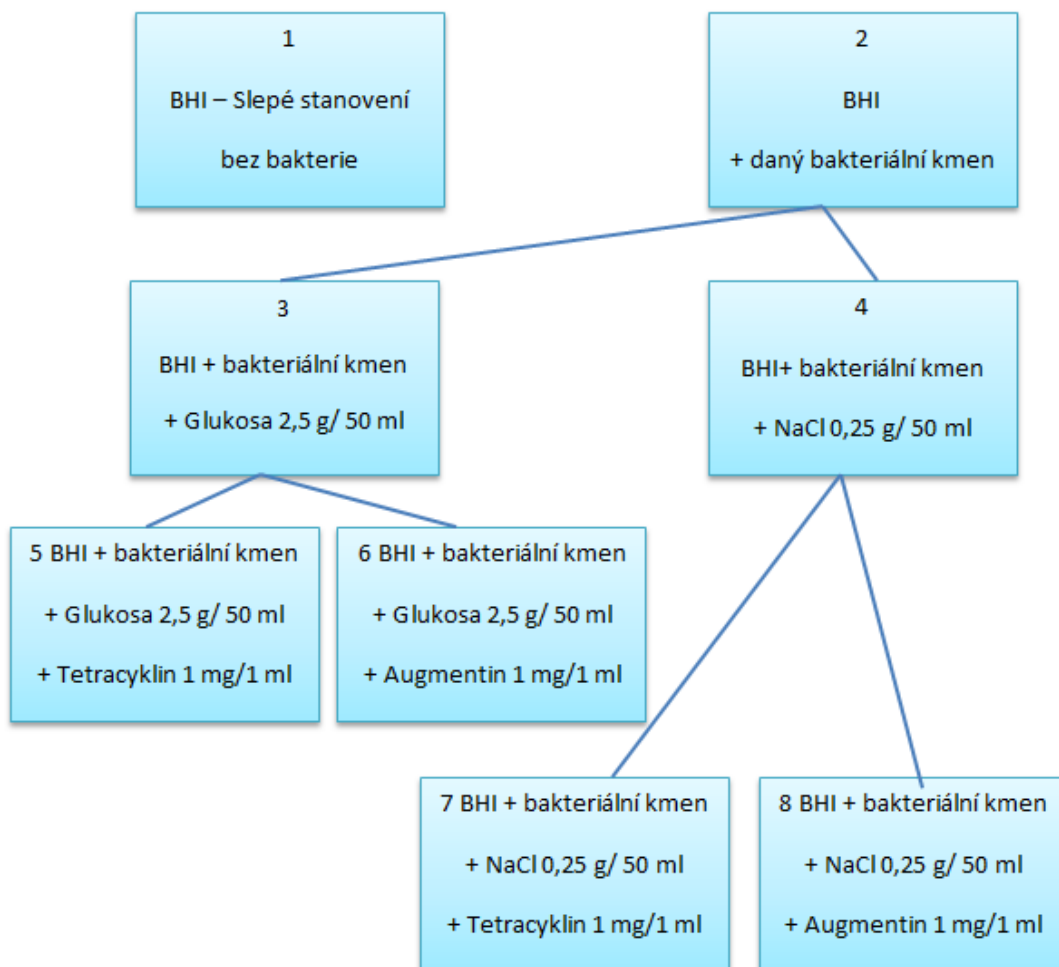 1
BHI – Slepé stanovení
bez bakterie
2
BHI
+ daný bakteriální kmen
3
BHI + bakteriální kmen
+ Glukosa 2,5 g/ 50 ml
4
BHI+ bakteriální kmen
+ NaCl 0,25 g/ 50 ml
5 BHI + bakteriální kmen
+ Glukosa 2,5 g/ 50 ml
+ Tetracyklin 1 mg/1 ml
6 BHI + bakteriální kmen
+ Glukosa 2,5 g/ 50 ml
+ Augmentin 1 mg/1 ml
7 BHI + bakteriální kmen
+ NaCl 0,25 g/ 50 ml
+ Tetracyklin 1 mg/1 ml
8 BHI + bakteriální kmen
+ NaCl 0,25 g/ 50 ml
+ Augmentin 1 mg/1 ml